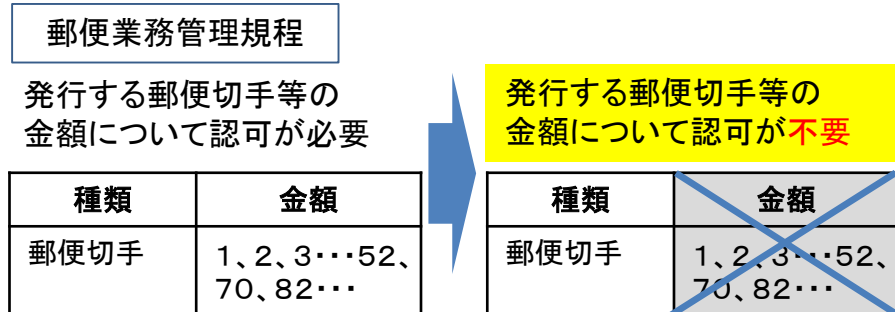 郵便業務管理規程
発行する郵便切手等の
金額について認可が必要
種類 金額
郵便切手 1、2、3・・・52、
70、82・・・
発行する郵便切手等の
金額について認可が不要
種類 金額
郵便切手 1、2、3・・・52、
70、82・・・